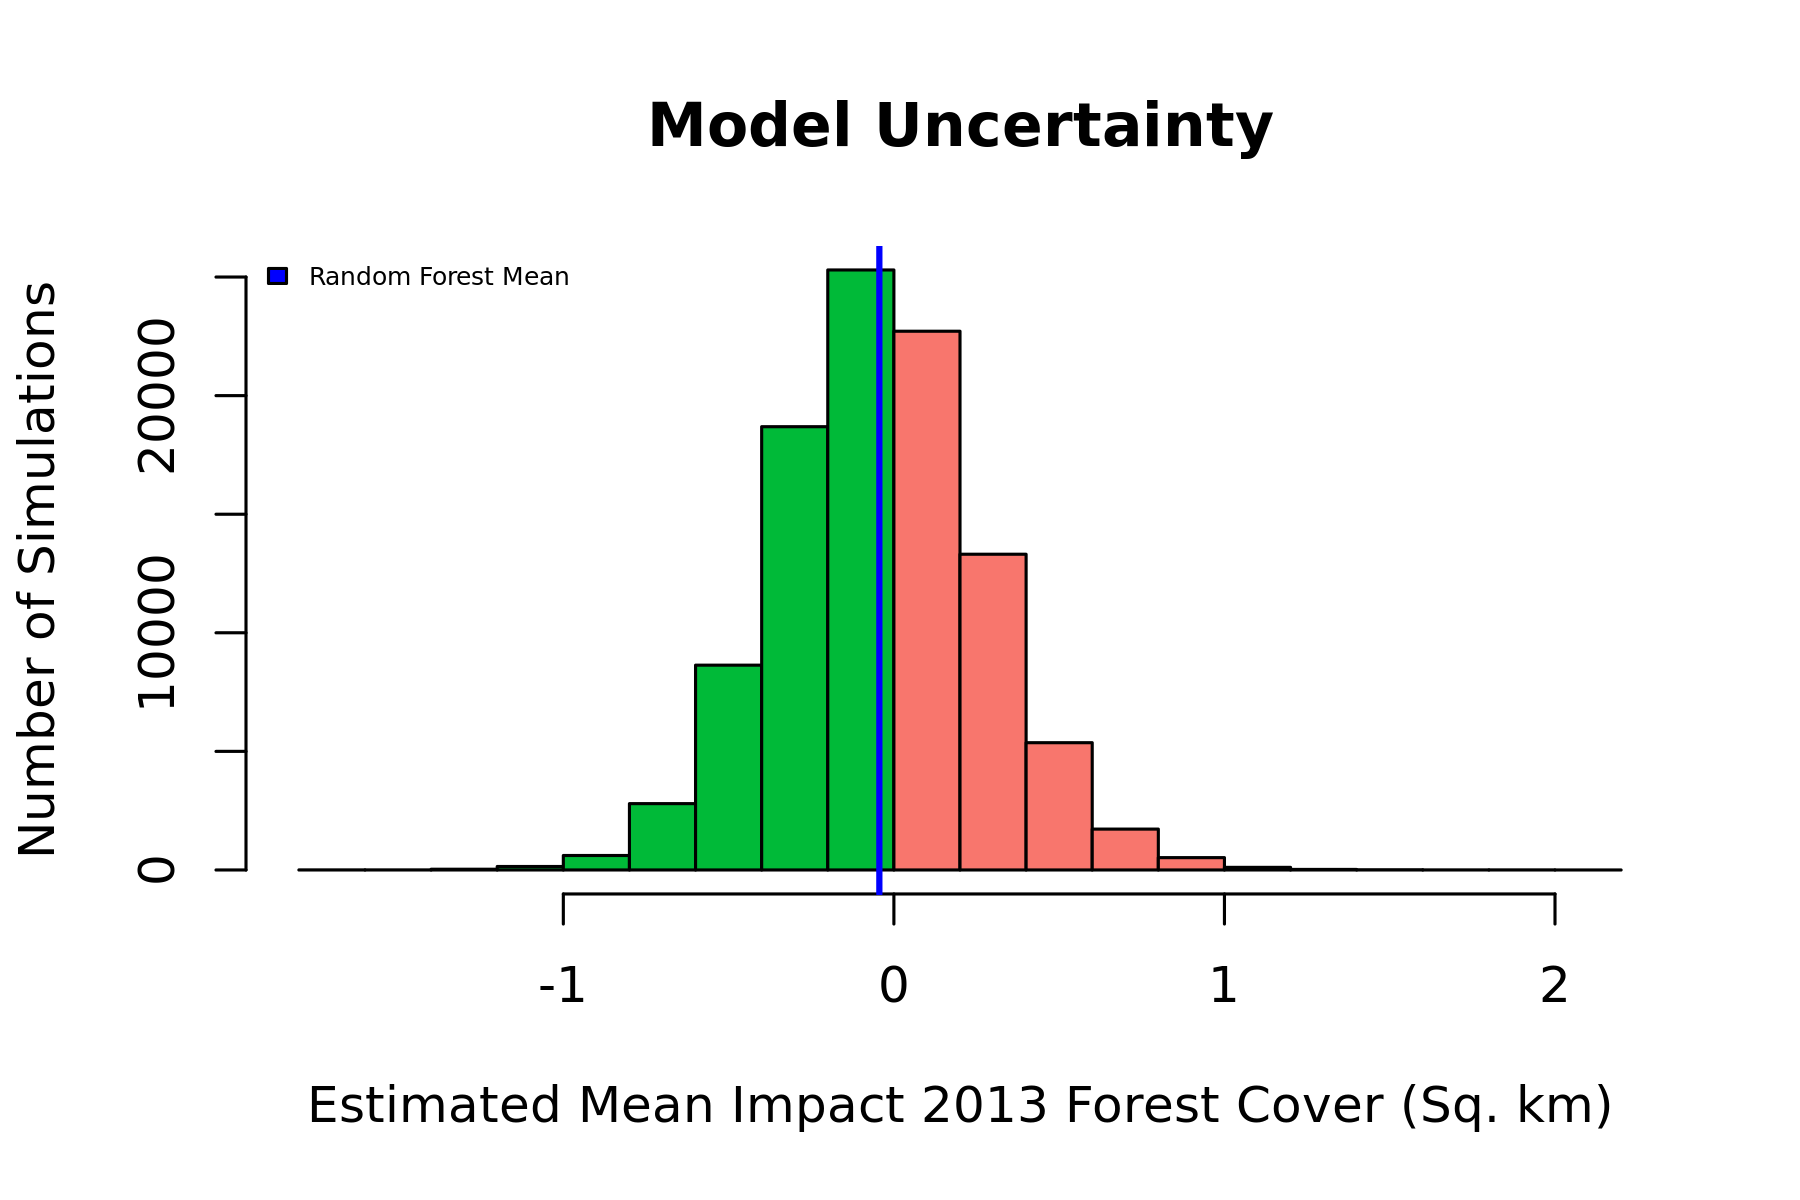 Model Uncertainty
Random Forest Mean
Number of Simulations
20000
10000
0
-1 0 1 2
Estimated Mean Impact 2013 Forest Cover (Sq. km)